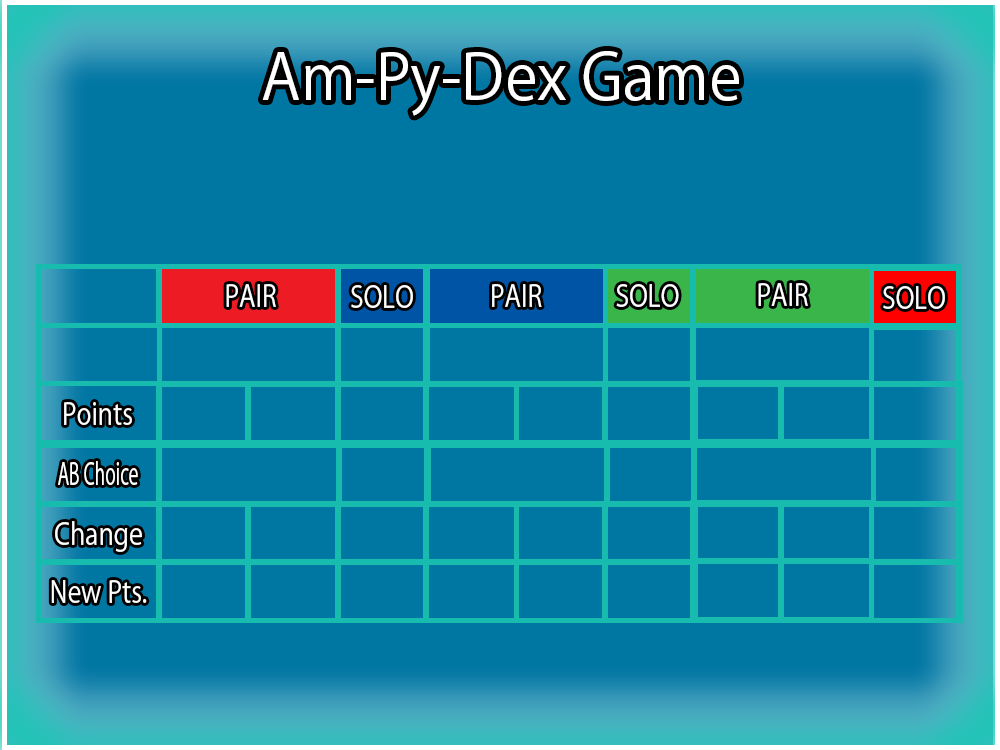 Am-Py-Dex Game
PAIR SOLO PAIR SOLO PAIR SOLO
Points
AB Choice
Change
New Pts.